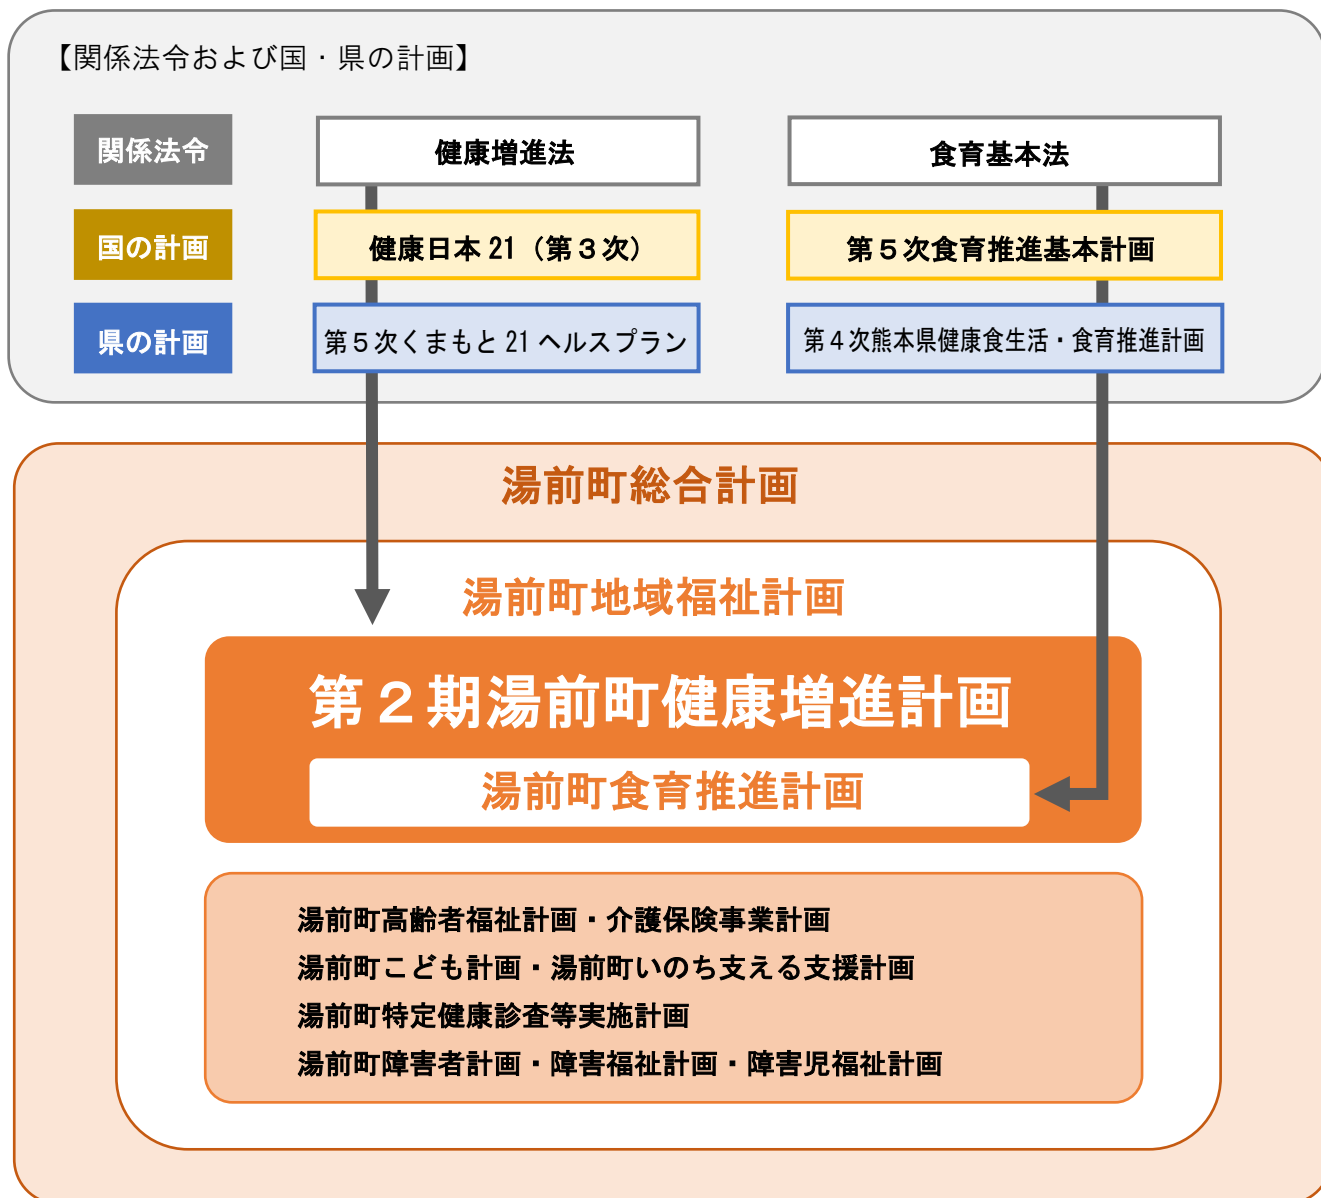 【関係法令および国・県の計画】
関係法令
健康増進法
食育基本法
国の計画
健康日本 21（第３次）
第５次食育推進基本計画
県の計画
第５次くまもと 21 ヘルスプラン
第４次熊本県健康食生活・食育推進計画
湯前町総合計画
湯前町地域福祉計画
第２期湯前町健康増進計画
湯前町食育推進計画
湯前町高齢者福祉計画・介護保険事業計画
湯前町こども計画・湯前町いのち支える支援計画
湯前町特定健康診査等実施計画
湯前町障害者計画・障害福祉計画・障害児福祉計画